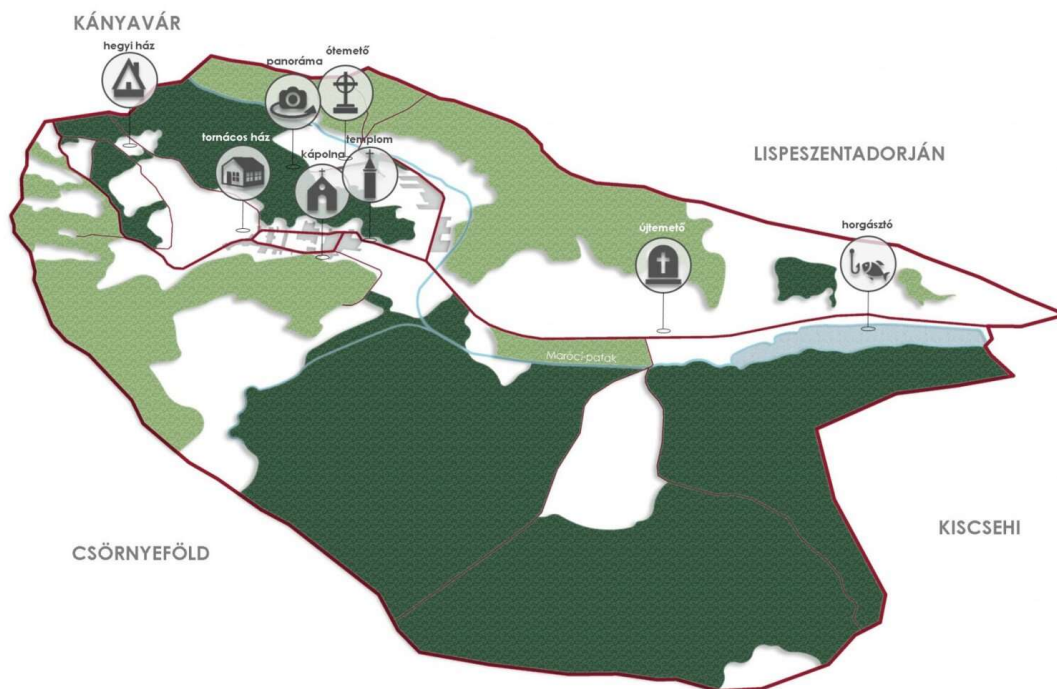 KÁNYAVÁR
hegyi ház
panoráma
ótemető
tornácos ház
kápolna
templom
LISPESZENTADORJÁN
újtemető
horgásztó
Maróci-patak
CSÖRNYEFÖLD
KISCSEHI